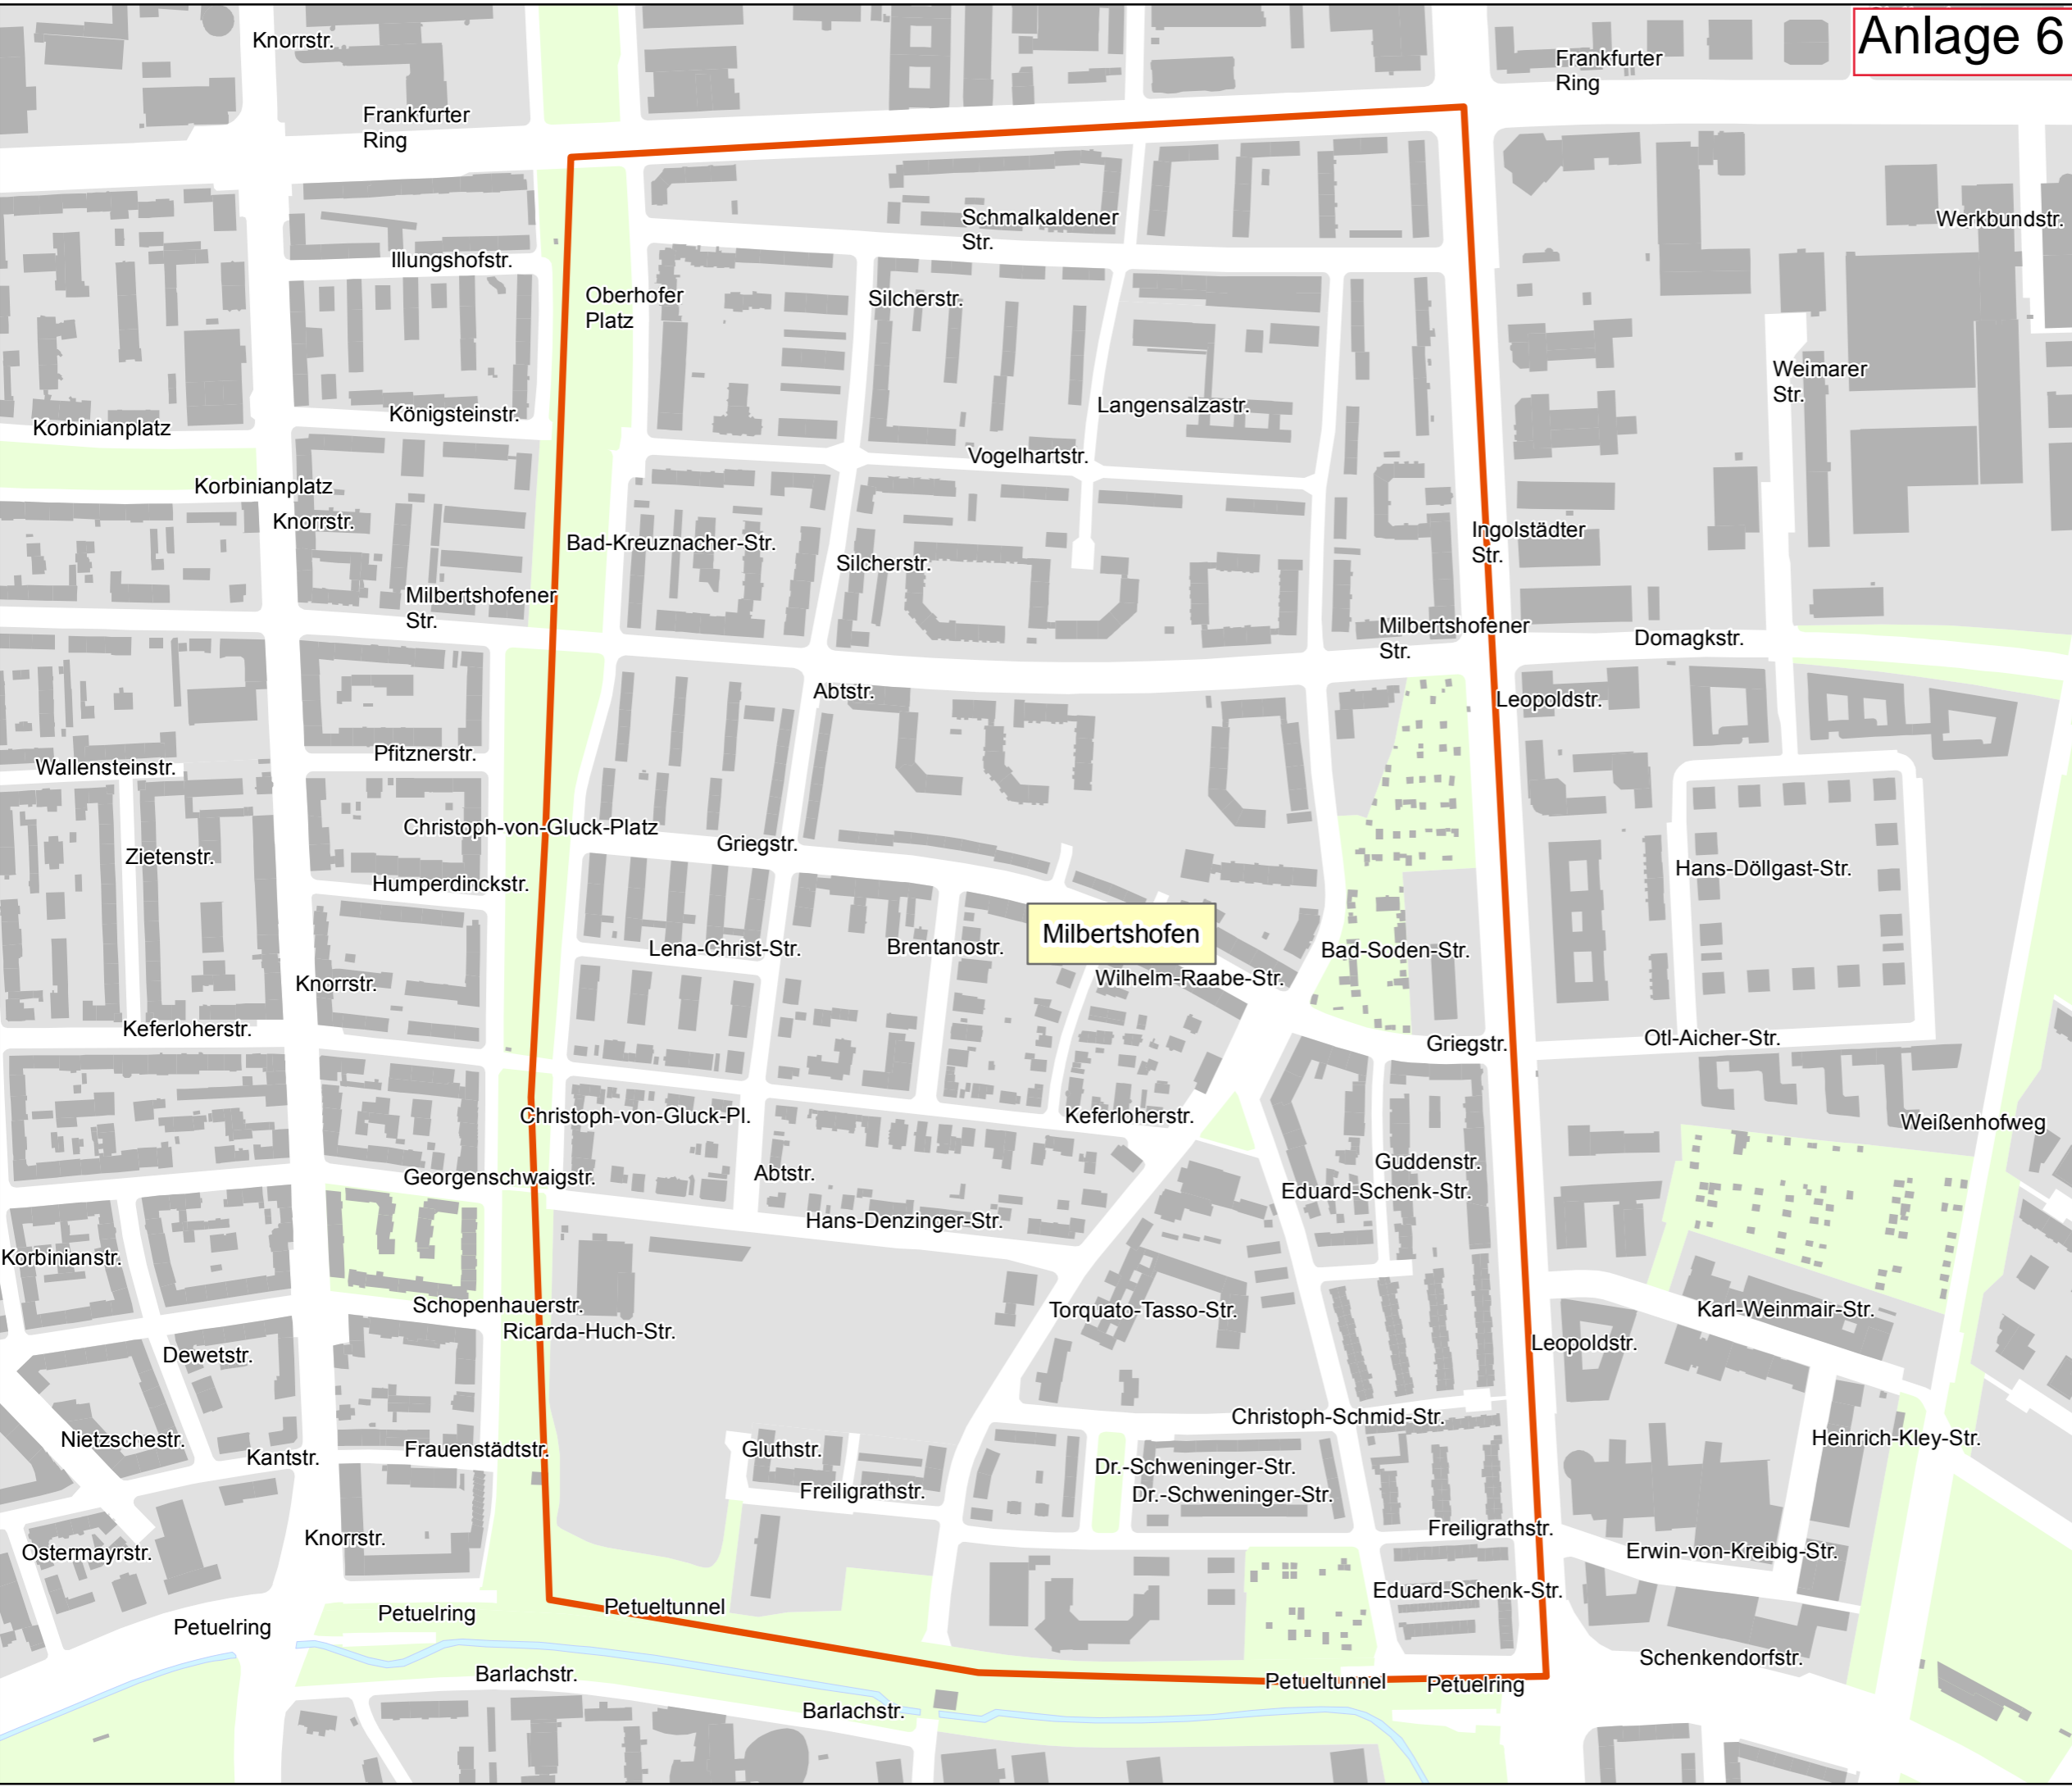 Anlage 6
Knorrstr.
Frankfurter
Ring
Frankfurter
Ring
Schmalkaldener
Str.
Werkbundstr.
Illungshofstr.
Oberhofer
Platz
Silcherstr.
Weimarer
Str.
Königsteinstr.
Langensalzastr.
Korbinianplatz
Vogelhartstr.
Korbinianplatz
Knorrstr.
Bad-Kreuznacher-Str.
Ingolstädter
Str.
Silcherstr.
Milbertshofener
Str.
Milbertshofener
Str.
Domagkstr.
Abtstr.
Leopoldstr.
Pfitznerstr.
Wallensteinstr.
Christoph-von-Gluck-Platz
Griegstr.
Zietenstr.
Hans-Döllgast-Str.
Humperdinckstr.
Milbertshofen
Lena-Christ-Str.
Brentanostr.
Bad-Soden-Str.
Wilhelm-Raabe-Str.
Knorrstr.
Keferloherstr.
Griegstr.
Otl-Aicher-Str.
Christoph-von-Gluck-Pl.
Keferloherstr.
Weißenhofweg
Georgenschwaigstr.
Abtstr.
Guddenstr.
Eduard-Schenk-Str.
Hans-Denzinger-Str.
Korbinianstr.
Schopenhauerstr.
Torquato-Tasso-Str.
Karl-Weinmair-Str.
Ricarda-Huch-Str.
Leopoldstr.
Dewetstr.
Christoph-Schmid-Str.
Nietzschestr.
Kantstr.
Frauenstädtstr.
Gluthstr.
Heinrich-Kley-Str.
Dr.-Schweninger-Str.
Freiligrathstr.
Dr.-Schweninger-Str.
Knorrstr.
Freiligrathstr.
Ostermayrstr.
Erwin-von-Kreibig-Str.
Eduard-Schenk-Str.
Petueltunnel
Petuelring
Petuelring
Schenkendorfstr.
Barlachstr.
Petueltunnel
Petuelring
Barlachstr.